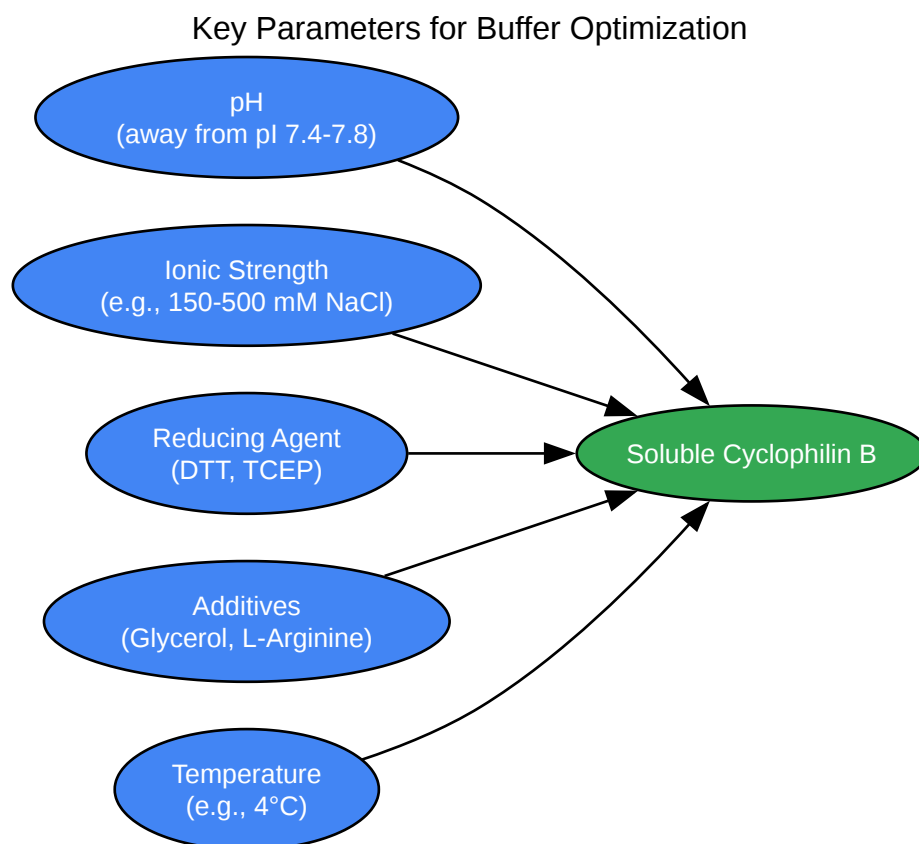 Key Parameters for Buffer Optimization
pH
(away from pI 7.4-7.8)
Ionic Strength
(e.g., 150-500 mM NaCl)
Reducing Agent
(DTT, TCEP)
Soluble Cyclophilin B
Additives
(Glycerol, L-Arginine)
Temperature
(e.g., 4°C)